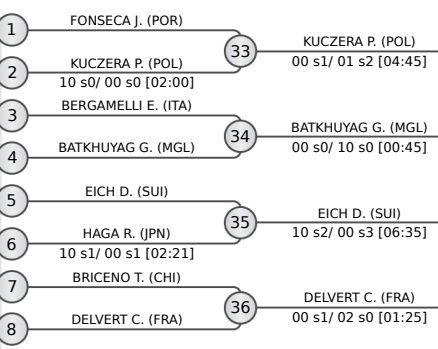 1
FONSECA J. (POR)
33
KUCZERA P. (POL)
00 s1/ 01 s2 [04:45]
2
KUCZERA P. (POL)
10 s0/ 00 s0 [02:00]
3
BERGAMELLI E. (ITA)
34
BATKHUYAG G. (MGL)
00 s0/ 10 s0 [00:45]
4
BATKHUYAG G. (MGL)
5
EICH D. (SUI)
35
EICH D. (SUI)
10 s2/ 00 s3 [06:35]
6
HAGA R. (JPN)
10 s1/ 00 s1 [02:21]
7
BRICENO T. (CHI)
36
DELVERT C. (FRA)
00 s1/ 02 s0 [01:25]
8
DELVERT C. (FRA)